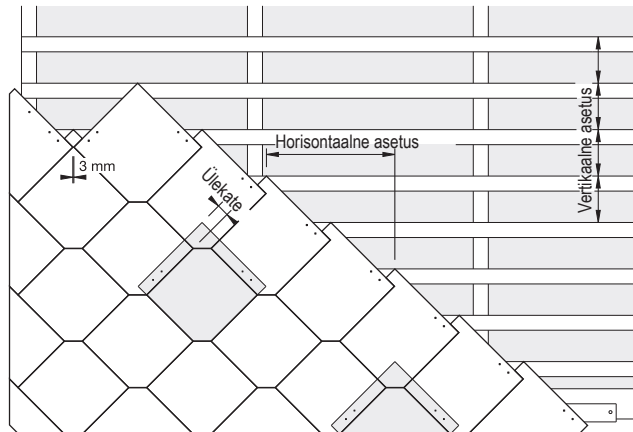 Horisontaalne asetus
Vertikaalne asetus
3 mm
Ülekate